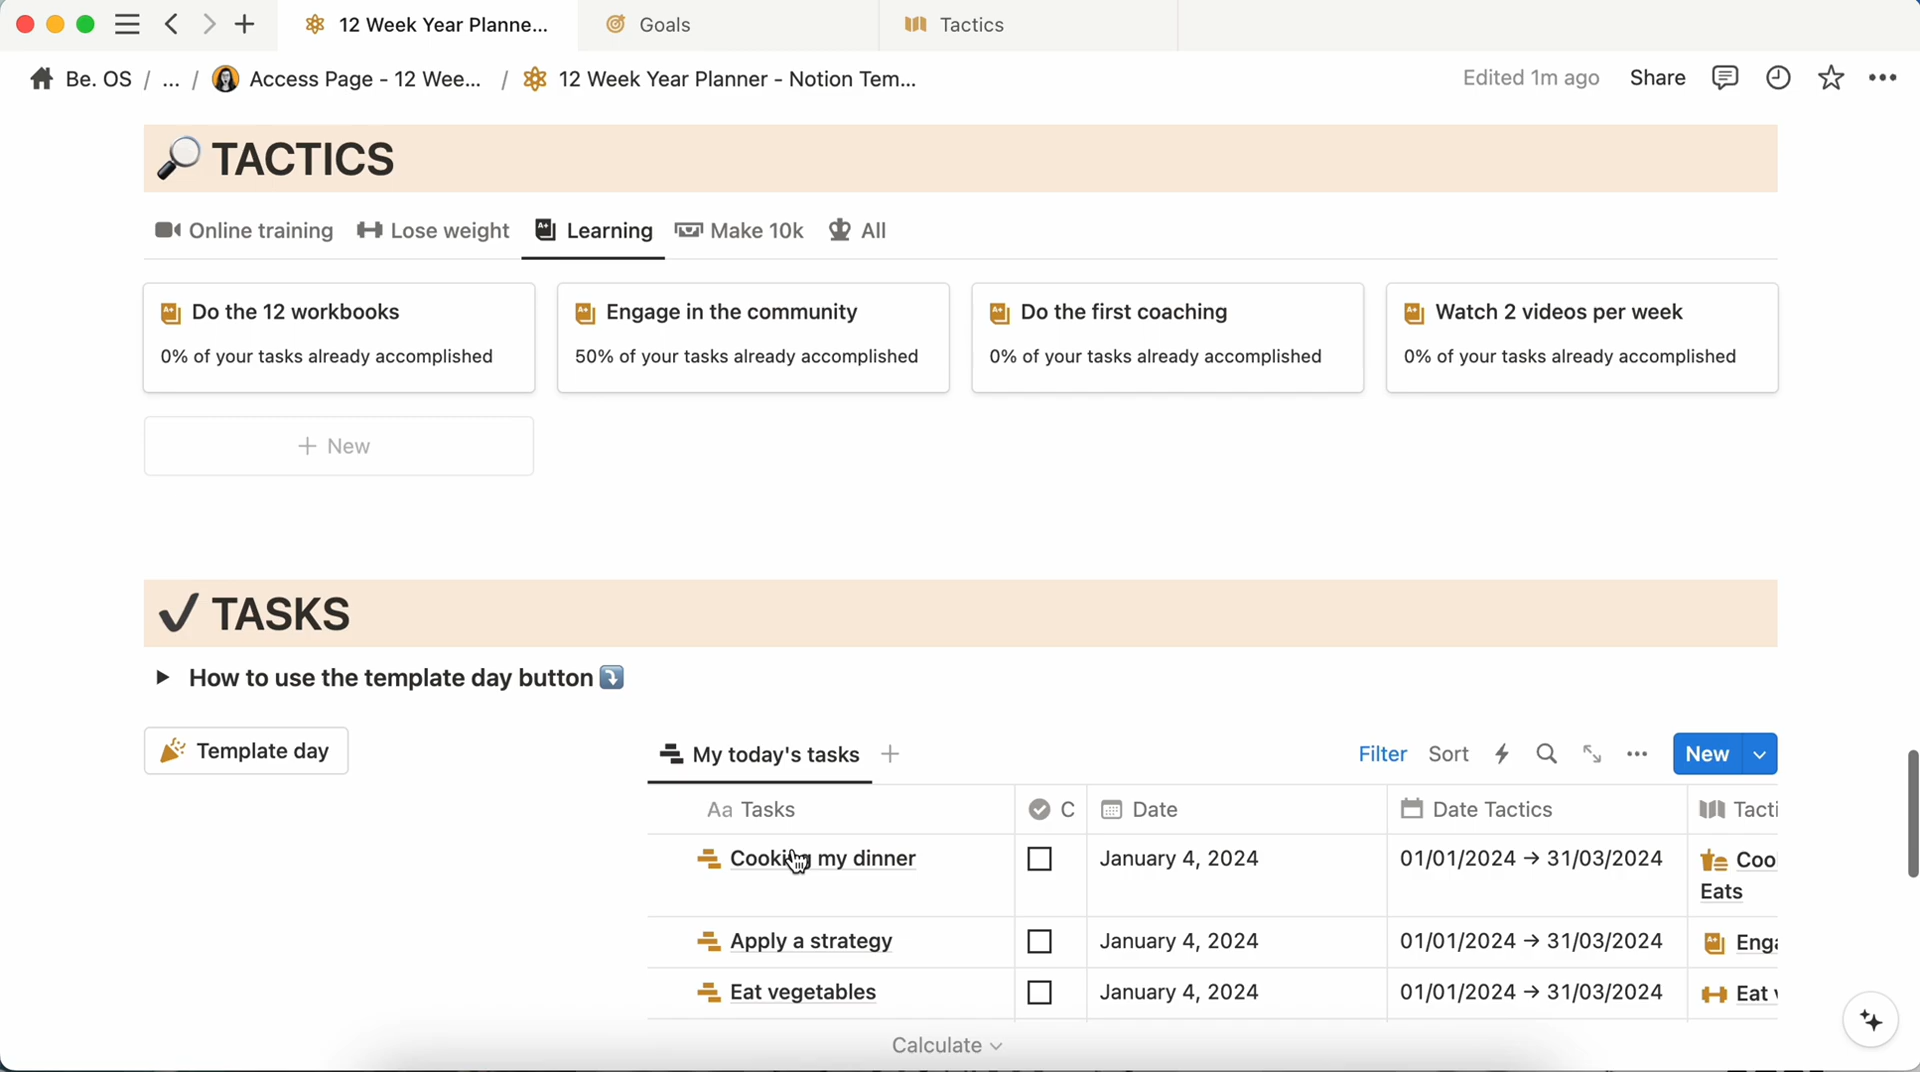 12 Week Year Planne...
Goals
Tactics
Be. OS / ... / Access Page - 12 Wee... / 12 Week Year Planner - Notion Tem...
Edited 1m ago
Share
TACTICS
Online training
Lose weight
Learning
Make 10k
All
Do the 12 workbooks
0% of your tasks already accomplished
Engage in the community
50% of your tasks already accomplished
Do the first coaching
0% of your tasks already accomplished
Watch 2 videos per week
0% of your tasks already accomplished
+ New
TASKS
How to use the template day button
Template day
My today's tasks
Filter
Sort
New
Aa Tasks
C
Date
Date Tactics
Tacti
Cooking my dinner
January 4, 2024
01/01/2024 → 31/03/2024
Coo
Eats
Apply a strategy
January 4, 2024
01/01/2024 → 31/03/2024
Enga
Eat vegetables
January 4, 2024
01/01/2024 → 31/03/2024
Eat v
Calculate